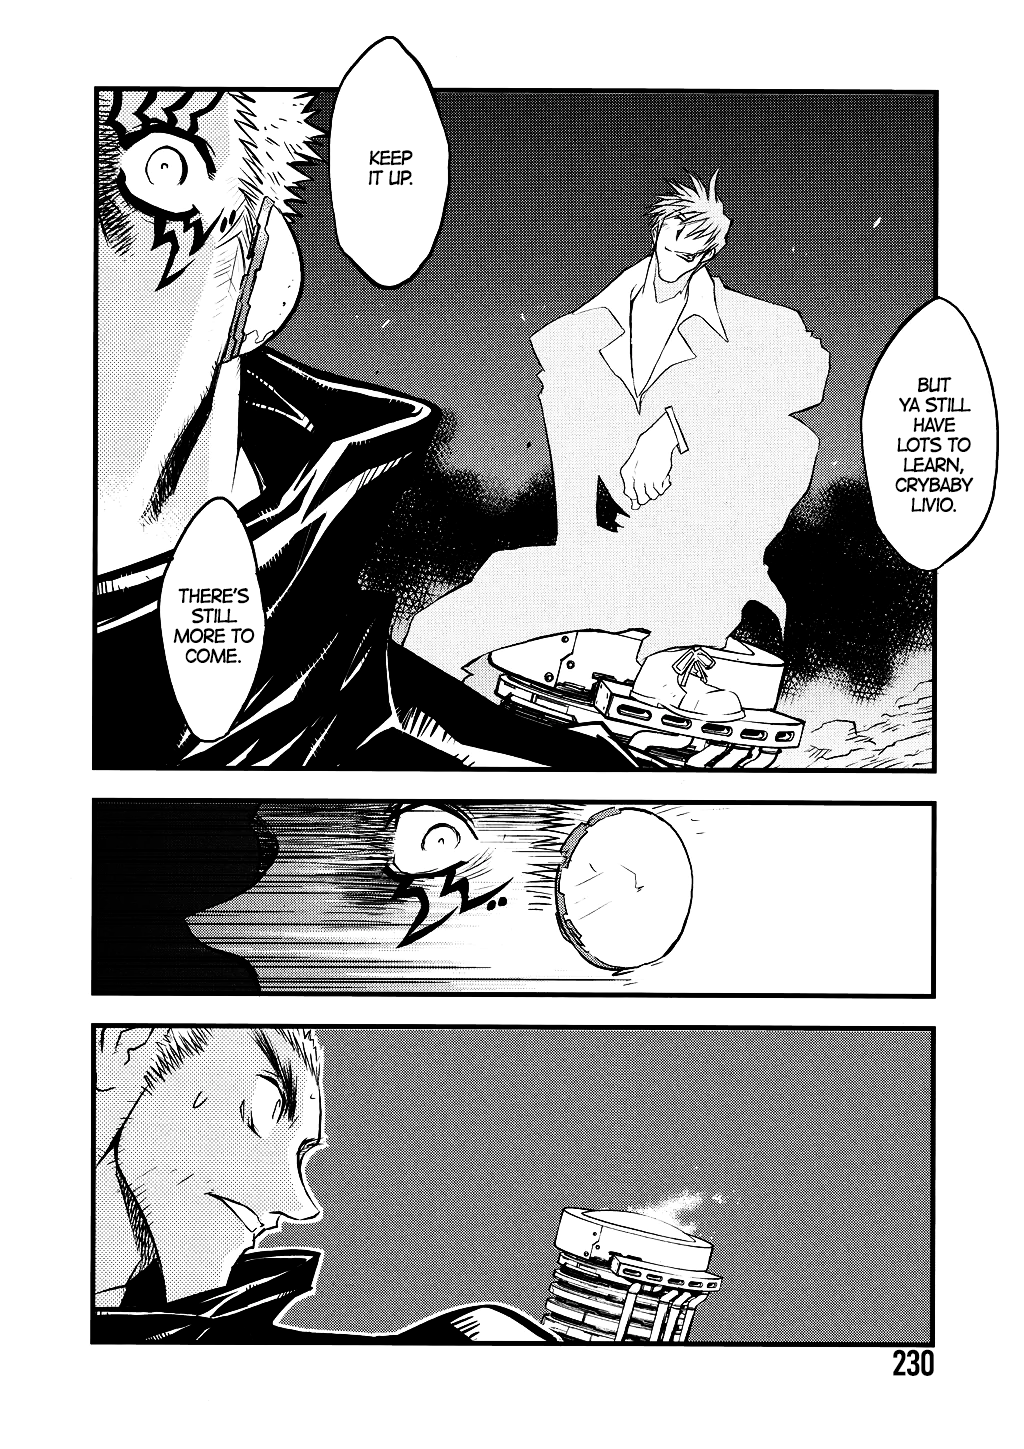 KEEP
IT UP.
BUT
YA STILL
HAVE
LOTS TO
LEARN,
CRYBABY
LIVIO.
THERE'S
STILL
MORE TO
COME.
230